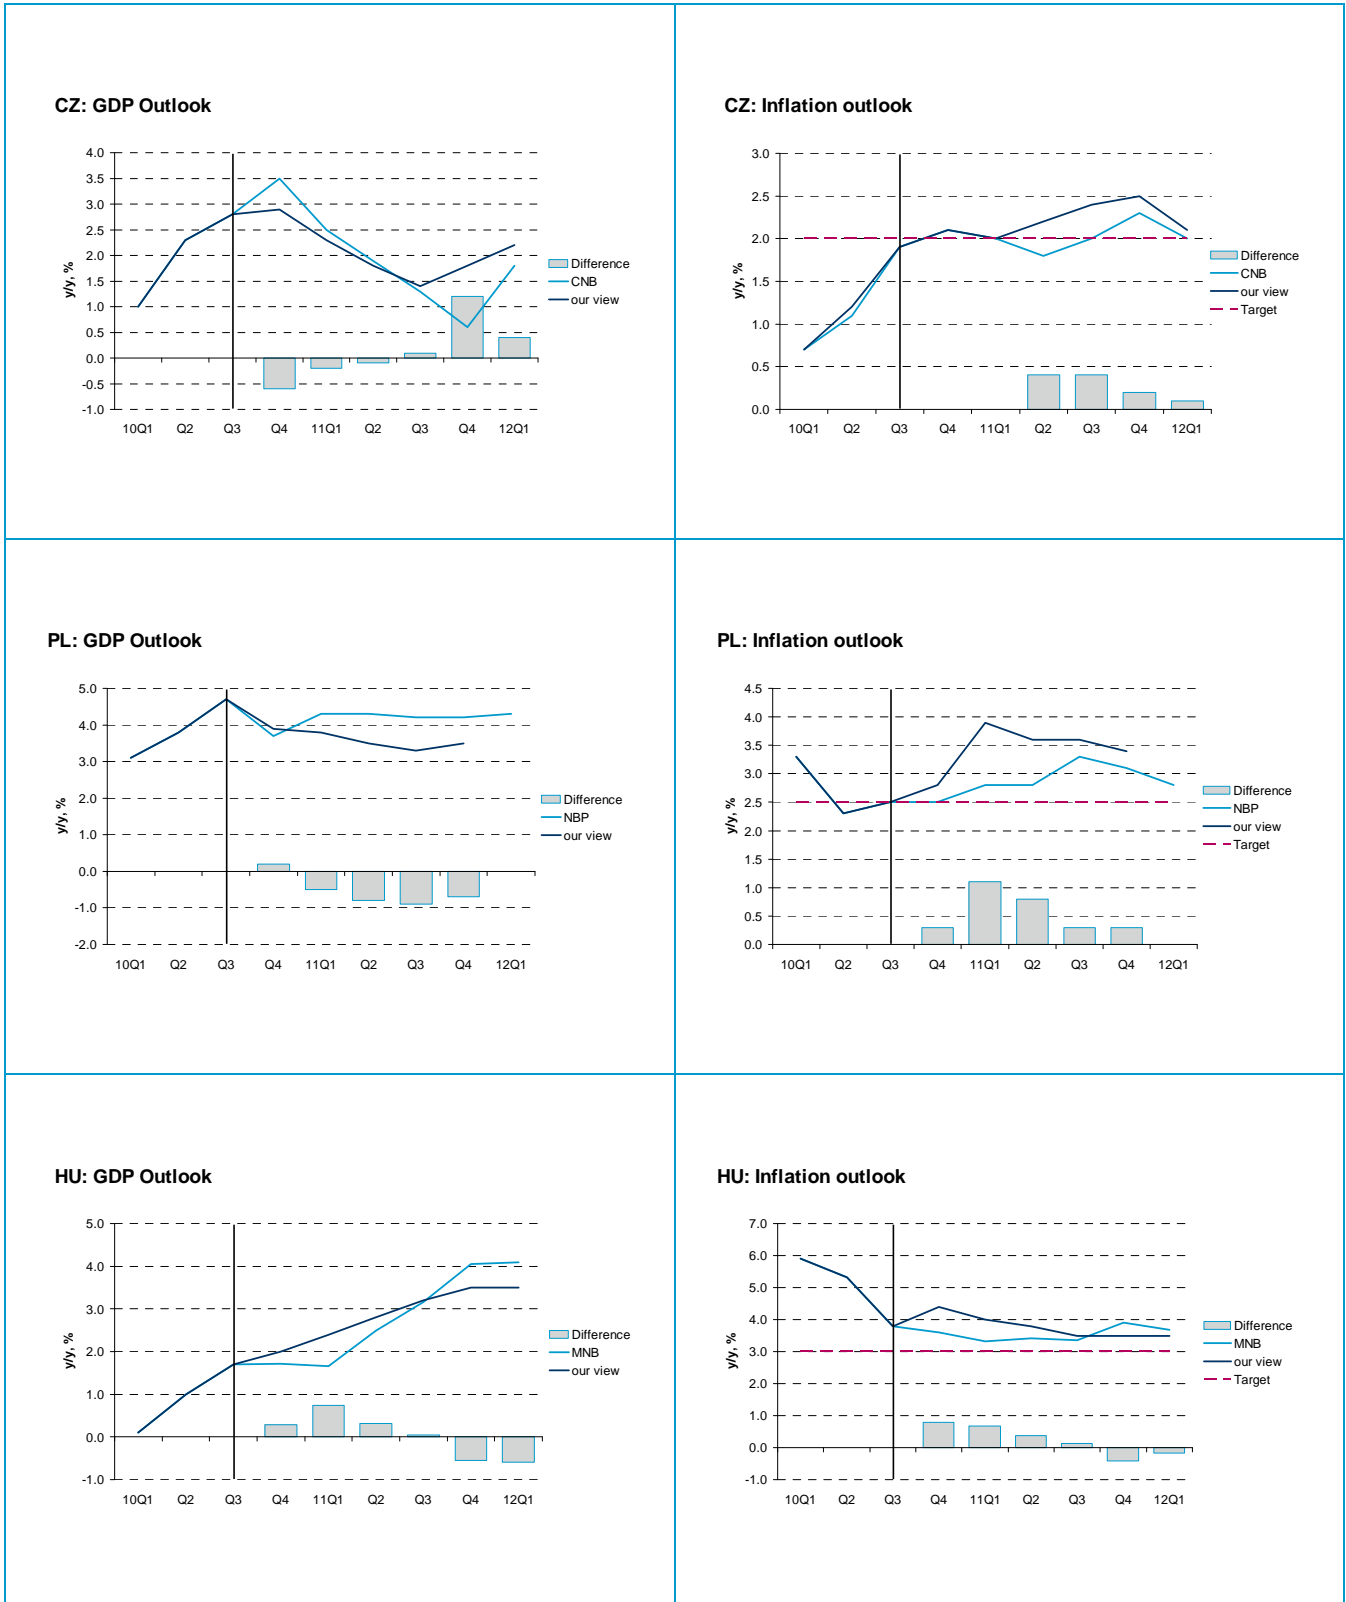 CZ: GDP Outlook
4.0
3.5
3.0
2.5
2.0
1.5
1.0
0.5
0.0
-0.5
-1.0
y/y, %
10Q1 Q2 Q3 Q4 11Q1 Q2 Q3 Q4 12Q1
Difference
CNB
our view
CZ: Inflation outlook
3.0
2.5
2.0
1.5
1.0
0.5
0.0
y/y, %
10Q1 Q2 Q3 Q4 11Q1 Q2 Q3 Q4 12Q1
Difference
CNB
our view
Target
PL: GDP Outlook
5.0
4.0
3.0
2.0
1.0
0.0
-1.0
-2.0
y/y, %
10Q1 Q2 Q3 Q4 11Q1 Q2 Q3 Q4 12Q1
Difference
NBP
our view
PL: Inflation outlook
4.5
4.0
3.5
3.0
2.5
2.0
1.5
1.0
0.5
0.0
y/y, %
10Q1 Q2 Q3 Q4 11Q1 Q2 Q3 Q4 12Q1
Difference
NBP
our view
Target
HU: GDP Outlook
5.0
4.0
3.0
2.0
1.0
0.0
-1.0
y/y, %
10Q1 Q2 Q3 Q4 11Q1 Q2 Q3 Q4 12Q1
Difference
MNB
our view
HU: Inflation outlook
7.0
6.0
5.0
4.0
3.0
2.0
1.0
0.0
-1.0
y/y, %
10Q1 Q2 Q3 Q4 11Q1 Q2 Q3 Q4 12Q1
Difference
MNB
our view
Target